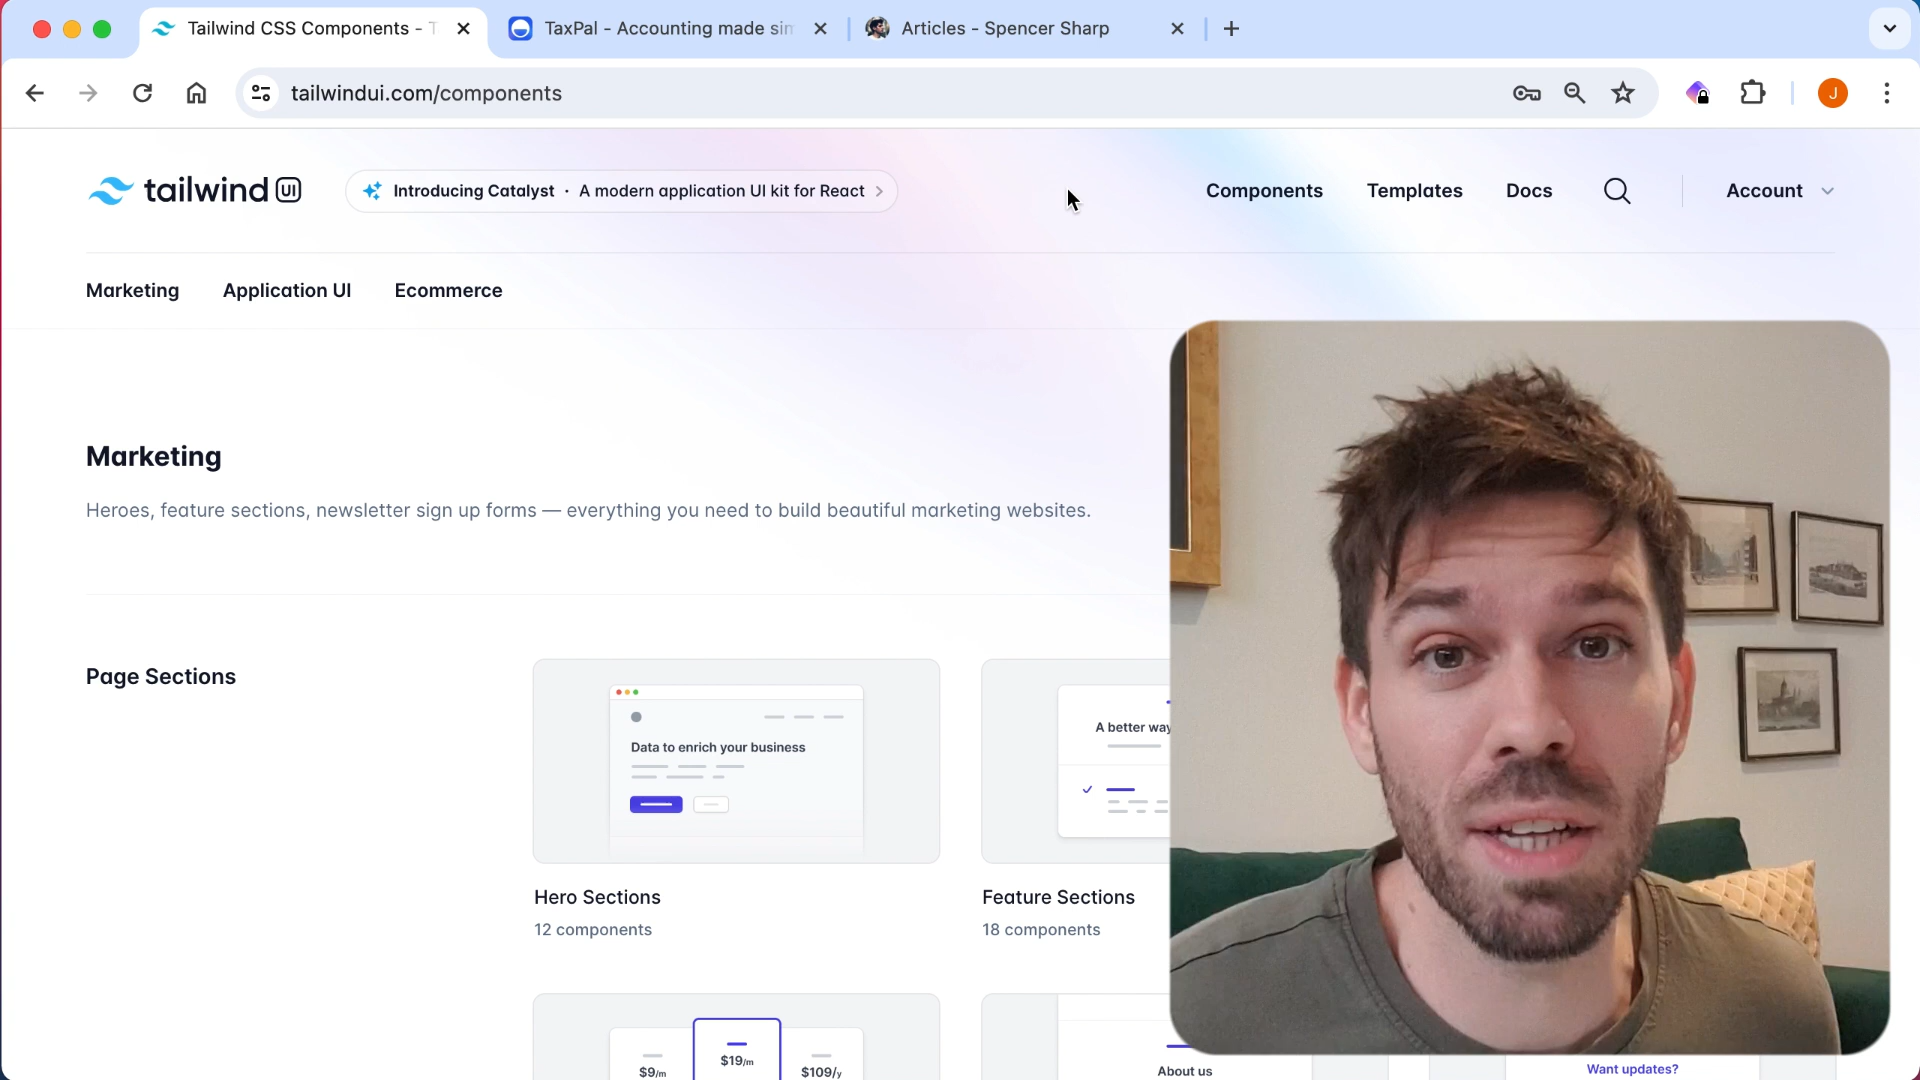 Tailwind CSS Components - T
TaxPal - Accounting made sim
Articles - Spencer Sharp
tailwindui.com/components
J
tailwind UI
Introducing Catalyst · A modern application UI kit for React
Components
Templates
Docs
Account
Marketing
Application UI
Ecommerce
Marketing
Heroes, feature sections, newsletter sign up forms — everything you need to build beautiful marketing websites.
Page Sections
Data to enrich your business
A better way
Hero Sections
12 components
Feature Sections
18 components
$9/m
$19/m
$109/y
About us
Want updates?